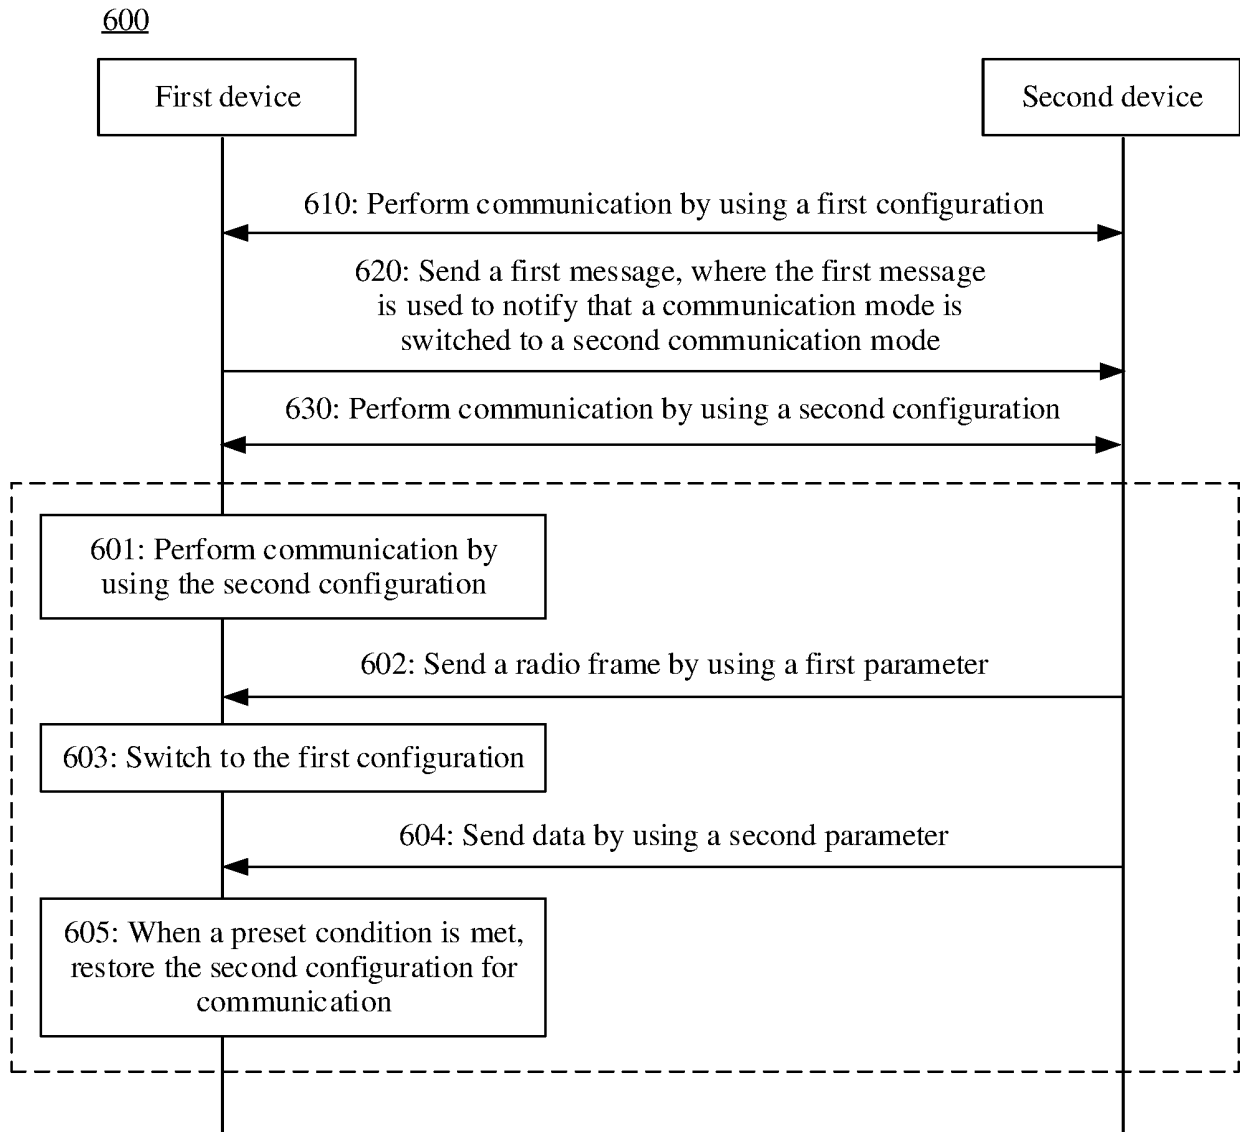 600
First device
Second device
610: Perform communication by using a first configuration
620: Send a first message, where the first message
is used to notify that a communication mode is
switched to a second communication mode
630: Perform communication by using a second configuration
601: Perform communication by
using the second configuration
602: Send a radio frame by using a first parameter
603: Switch to the first configuration
604: Send data by using a second parameter
605: When a preset condition is met,
restore the second configuration for
communication